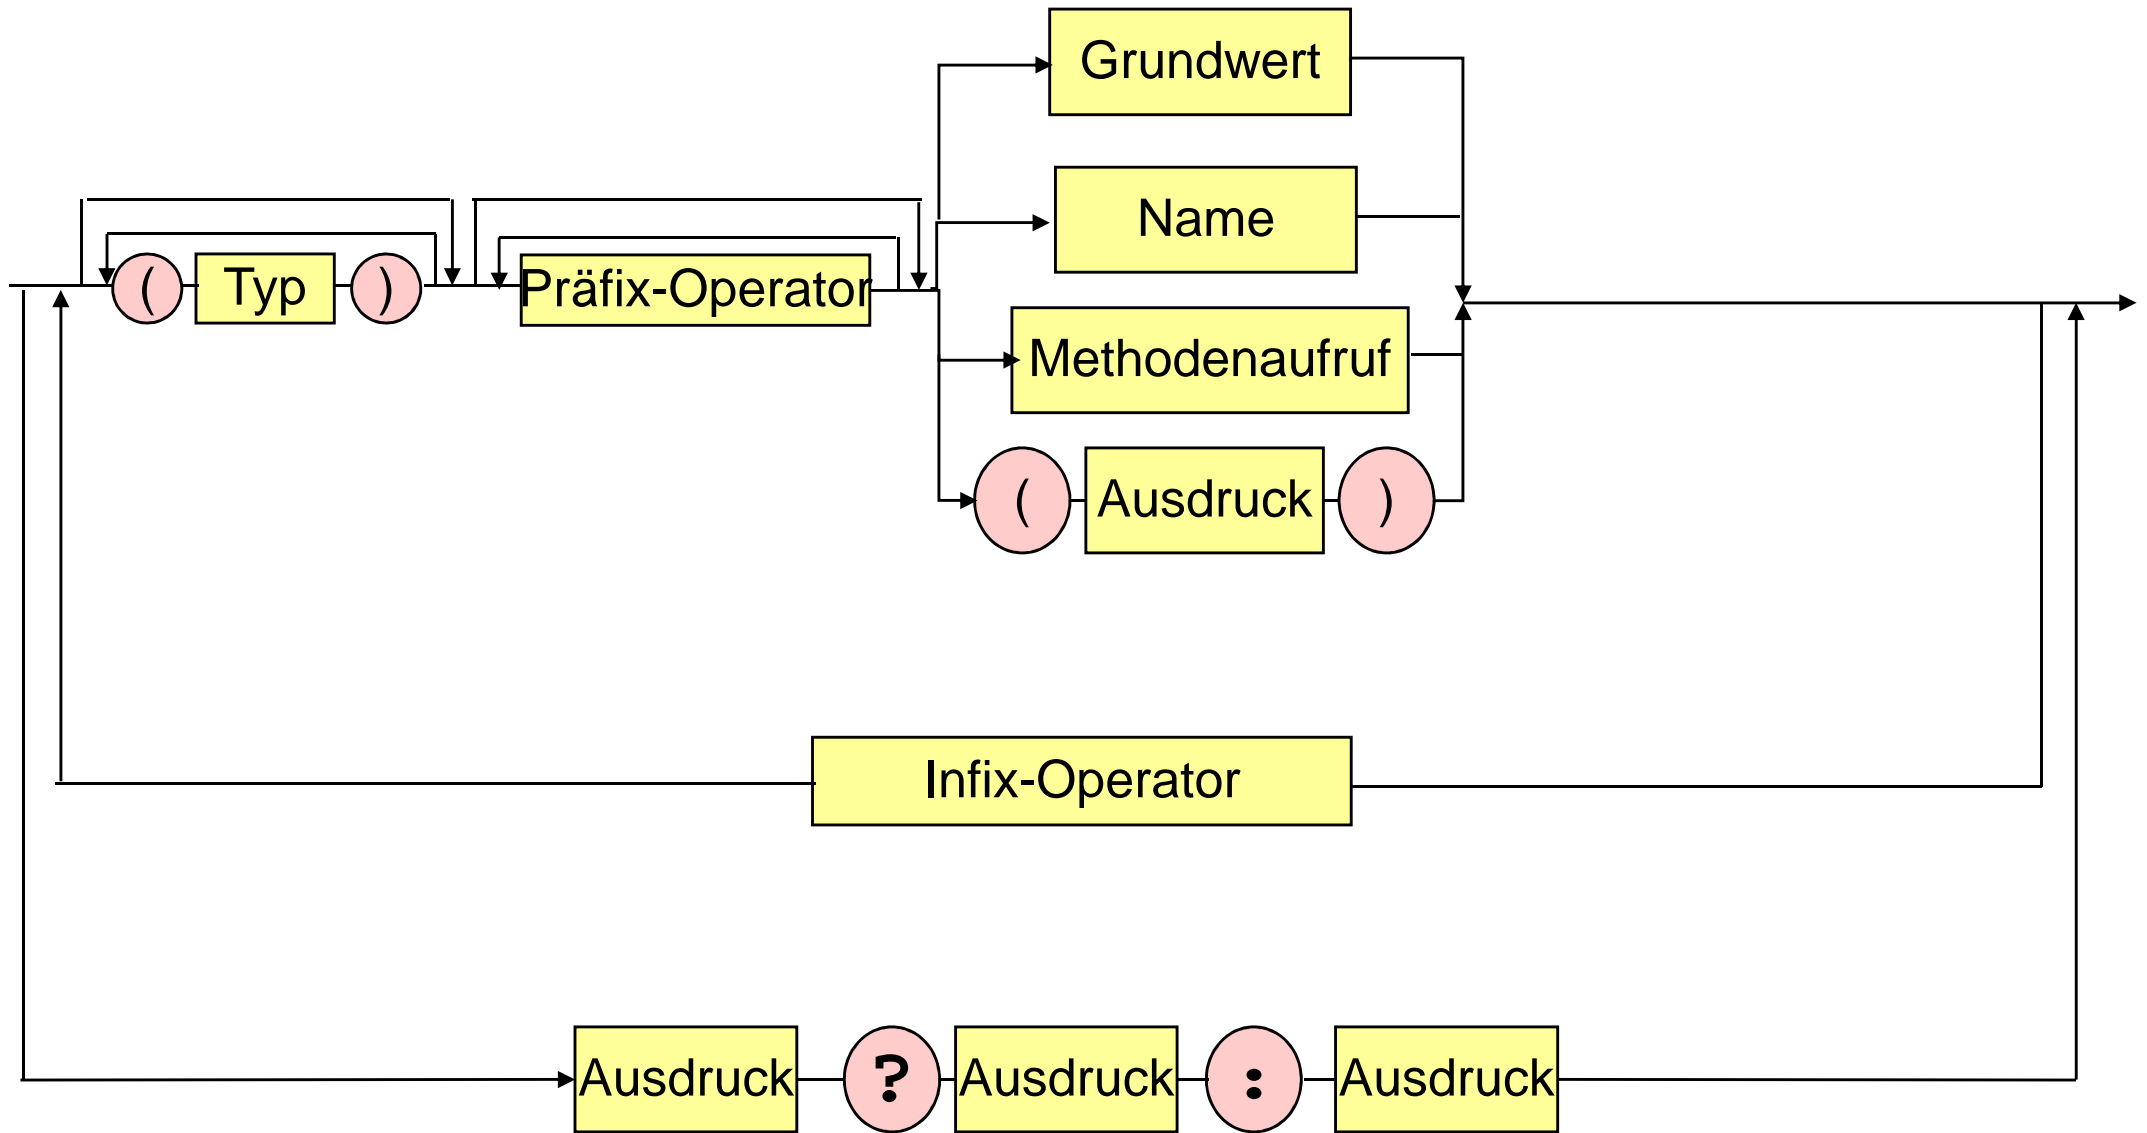 Grundwert
Name
( Typ ) Präfix-Operator
Methodenaufruf
( Ausdruck )
Infix-Operator
Ausdruck ? Ausdruck : Ausdruck